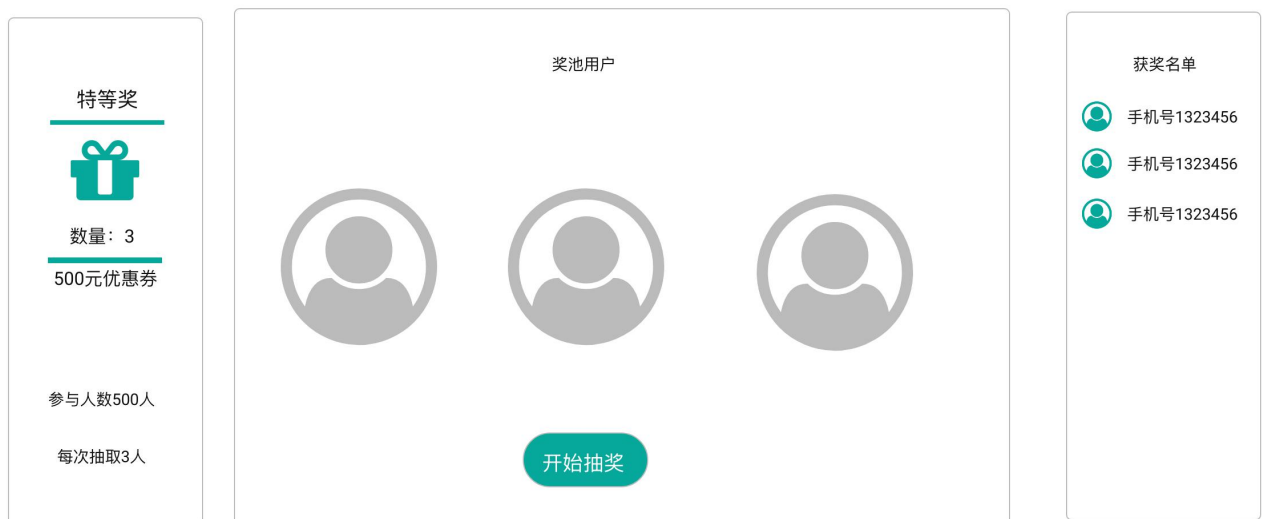 特等奖
数量：3
500元优惠券
参与人数500人
每次抽取3人
奖池用户
开始抽奖
获奖名单
手机号1323456
手机号1323456
手机号1323456